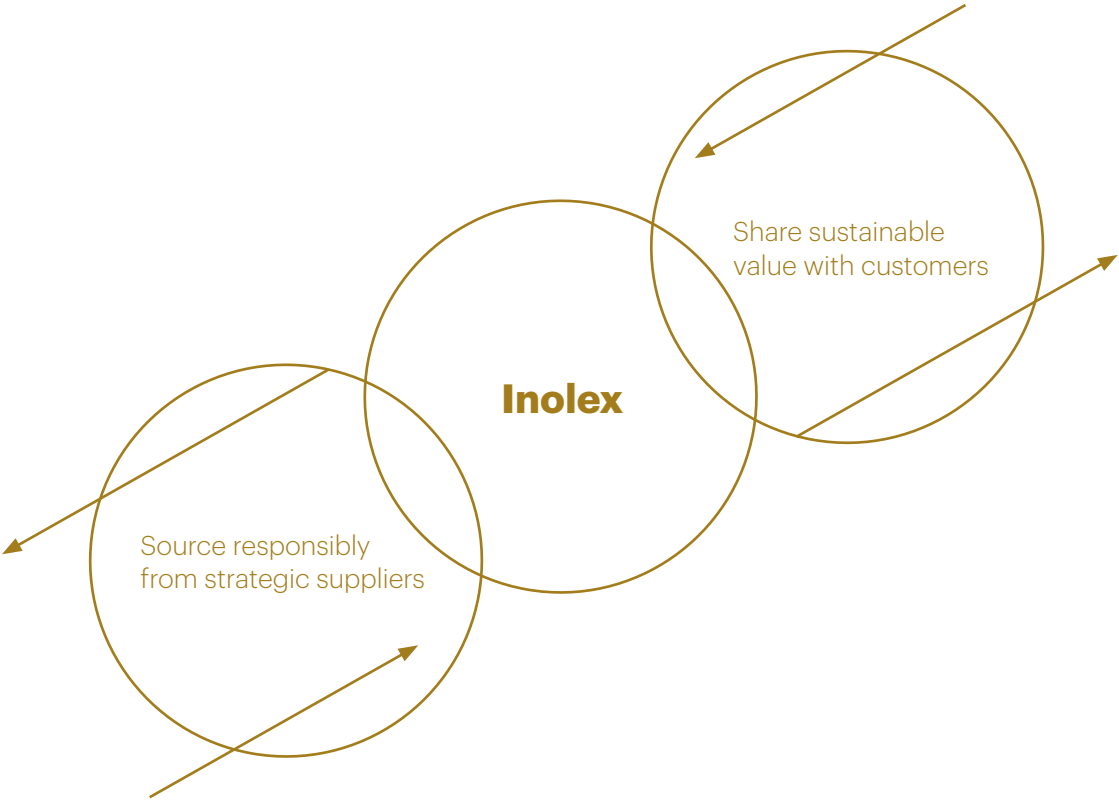 Share sustainable
value with customers
Inolex
Source responsibly
from strategic suppliers